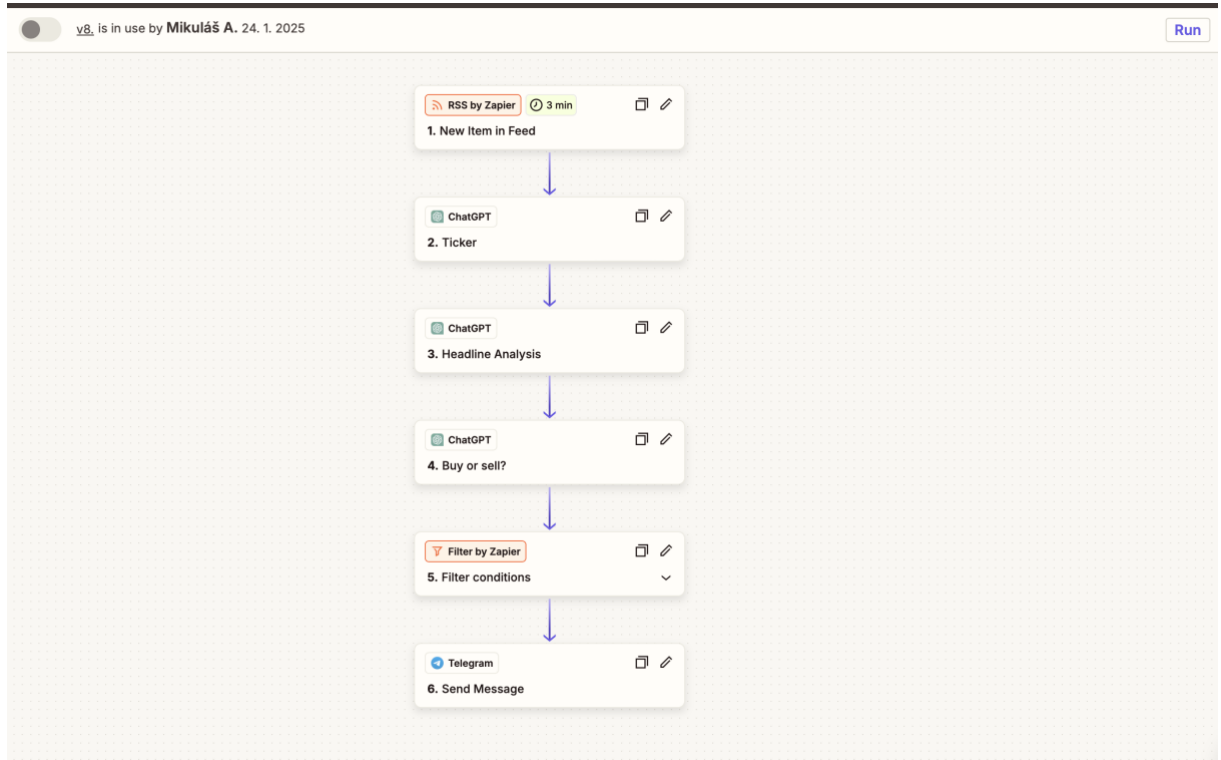 v8. is in use by Mikuláš A. 24. 1. 2025
Run
RSS by Zapier 3 min
1. New Item in Feed
ChatGPT
2. Ticker
ChatGPT
3. Headline Analysis
ChatGPT
4. Buy or sell?
Filter by Zapier
5. Filter conditions
Telegram
6. Send Message